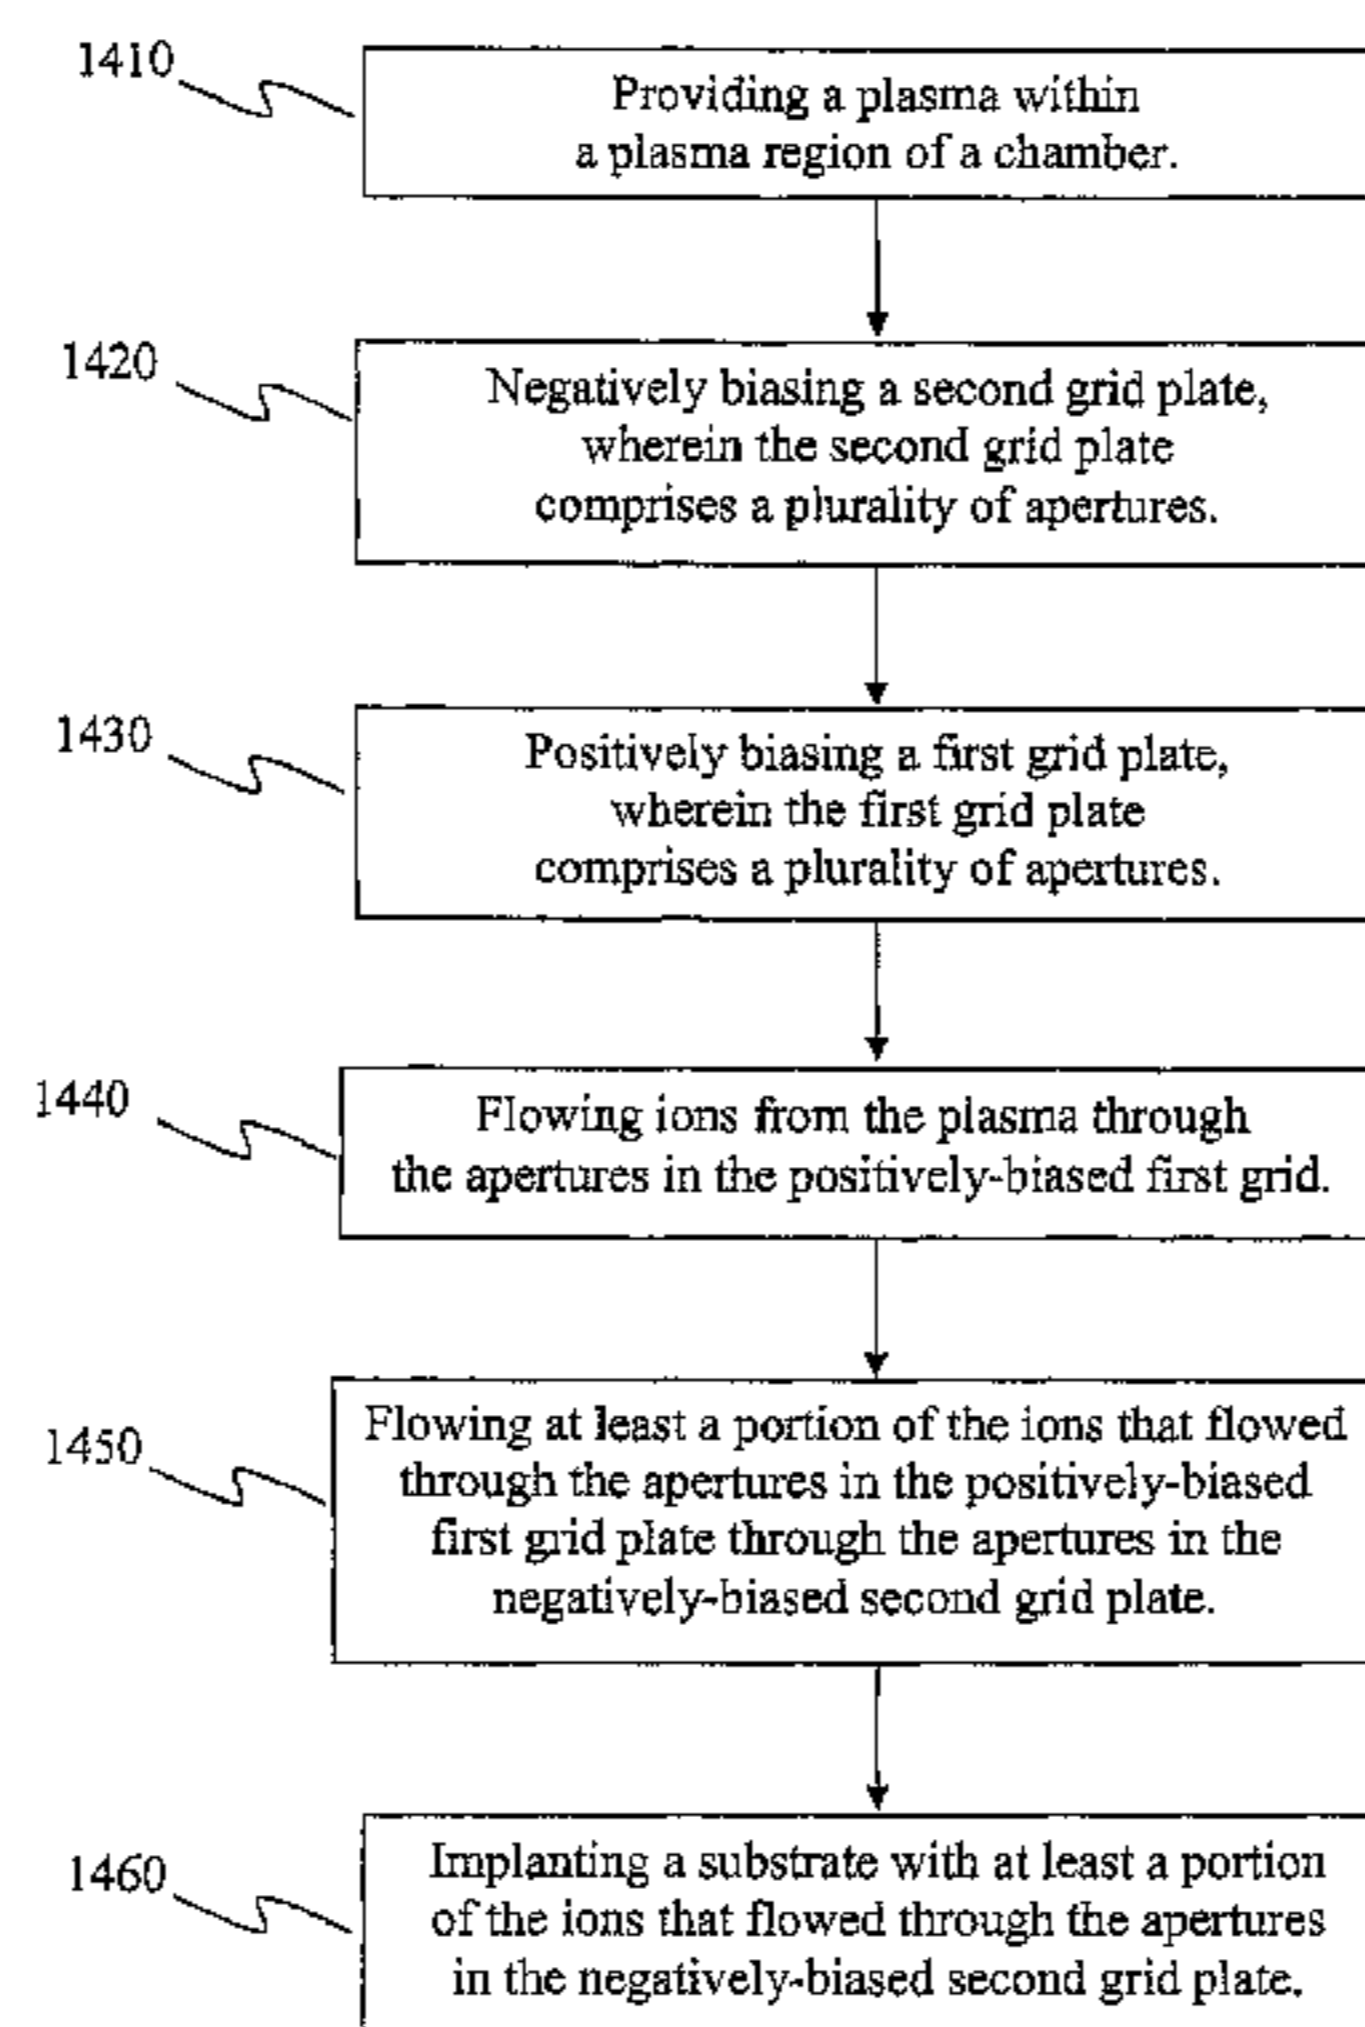 1410
Providing a plasma within
a plasma region of a chamber.
1420
Negatively biasing a second grid plate,
wherein the second grid plate
comprises a plurality of apertures.
1430
Positively biasing a first grid plate,
wherein the first grid plate
comprises a plurality of apertures.
1440
Flowing ions from the plasma through
the apertures in the positively-biased first grid.
1450
Flowing at least a portion of the ions that flowed
through the apertures in the positively-biased
first grid plate through the apertures in the
negatively-biased second grid plate.
1460
Implanting a substrate with at least a portion
of the ions that flowed through the apertures
in the negatively-biased second grid plate.